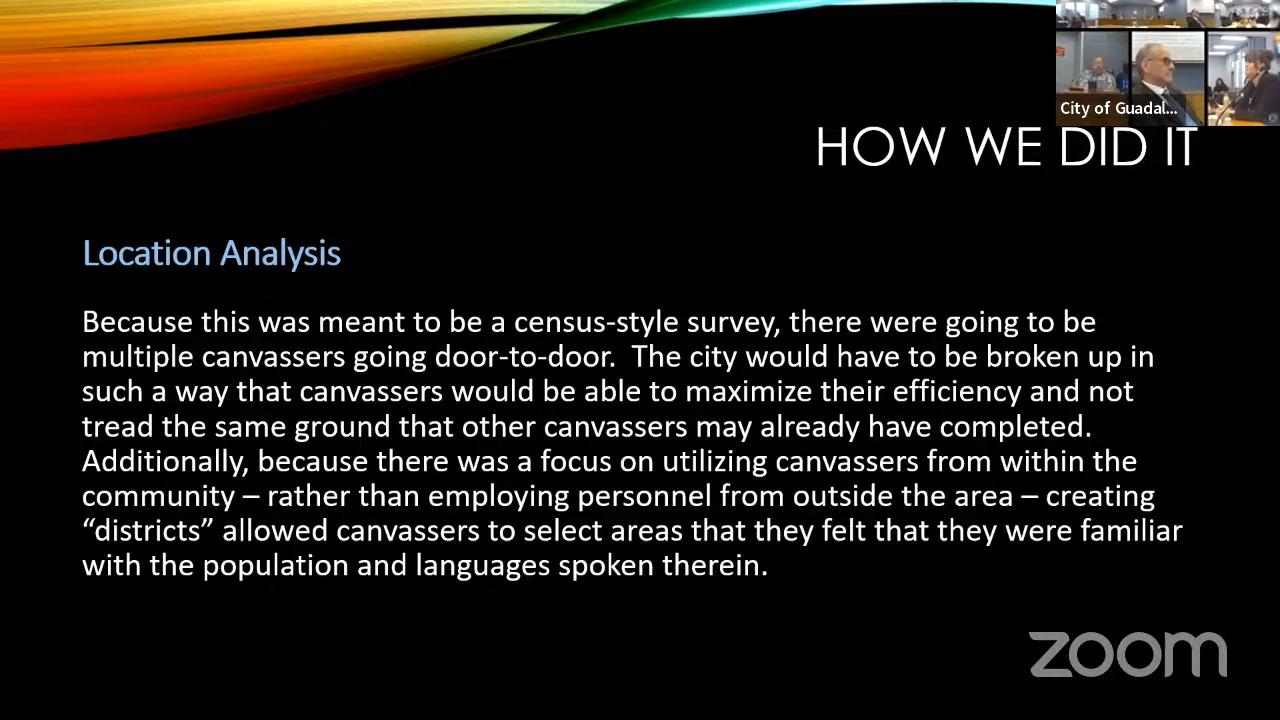 City of Guadal...
HOW WE DID IT
Location Analysis
Because this was meant to be a census-style survey, there were going to be
multiple canvassers going door-to-door.  The city would have to be broken up in
such a way that canvassers would be able to maximize their efficiency and not
tread the same ground that other canvassers may already have completed.
Additionally, because there was a focus on utilizing canvassers from within the
community – rather than employing personnel from outside the area – creating
“districts” allowed canvassers to select areas that they felt that they were familiar
with the population and languages spoken therein.
zoom